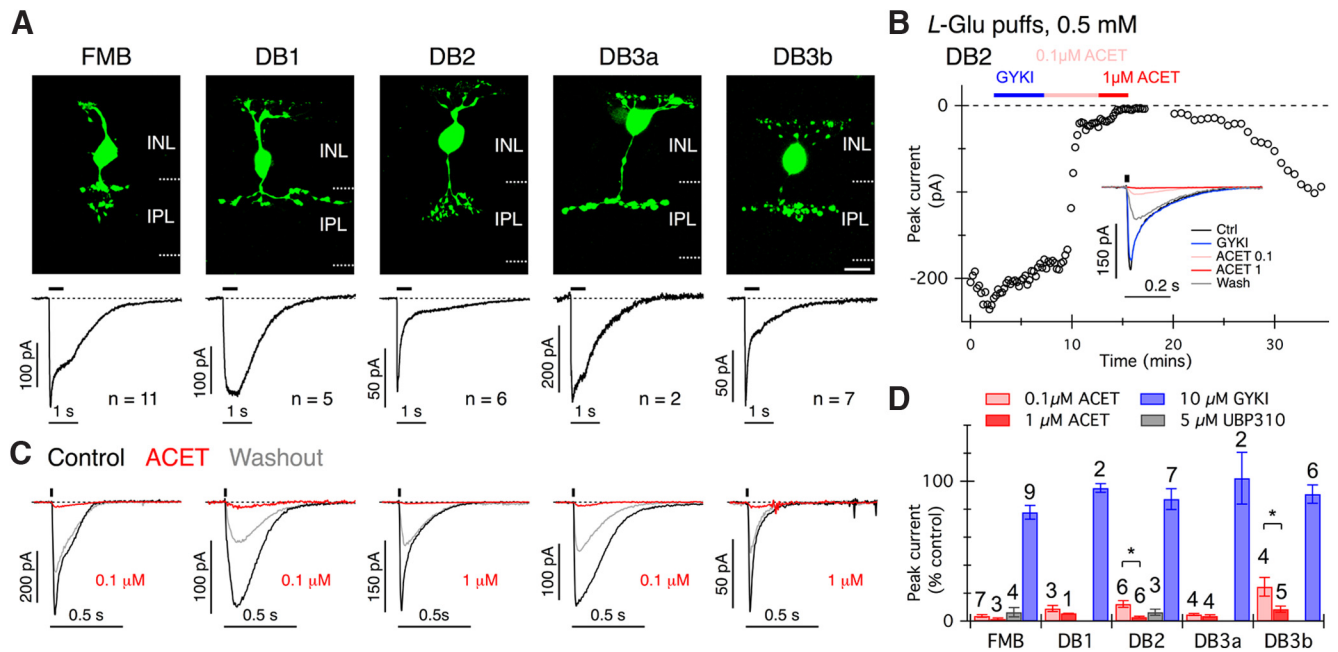 A
FMB DB1 DB2 DB3a DB3b
INL INL INL INL INL
IPL IPL IPL IPL IPL
100 pA 100 pA 50 pA 200 pA 50 pA
n = 11 n = 5 n = 6 n = 2 n = 7
1 s 1 s 1 s 1 s 1 s
B L-Glu puffs, 0.5 mM
DB2
0.1µM ACET
GYKI 1µM ACET
0
-200
Peak current
(pA)
150 pA
Ctrl
GYKI
ACET 0.1
ACET 1
Wash
0.2 s
0 10 20 30
Time (mins)
C Control ACET Washout
200 pA 100 pA 150 pA 100 pA 50 pA
0.1 µM 0.1 µM 1 µM 0.1 µM 1 µM
0.5 s 0.5 s 0.5s 0.5 s 0.5 s
D
0.1µM ACET 10 µM GYKI
1 µM ACET 5 µM UBP310
Peak current
(% control)
100
0
7 3 4 9 3 1 2 6 6 3 7 4 4 2 4 5 6
* *
FMB DB1 DB2 DB3a DB3b